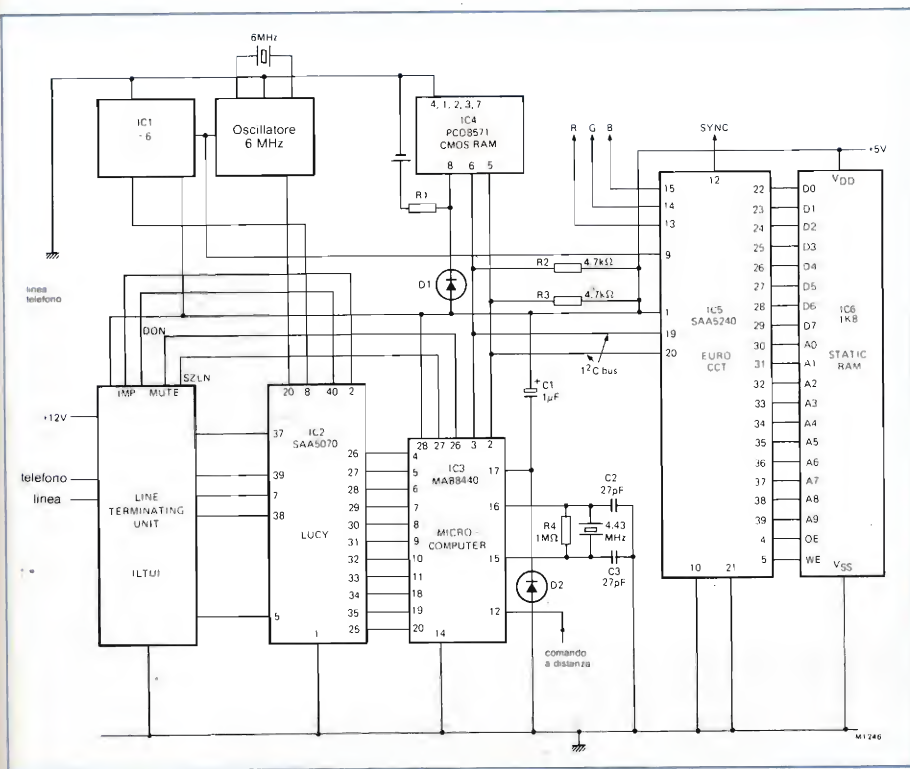 6MHz
IC1
÷6
Oscillatore
6 MHz
4, 1, 2, 3, 7
IC4
PCD8571
CMOS RAM
8
6
5
R
G
B
SYNC
+5V
R1
15
14
13
9
12
22
23
24
25
26
27
28
29
30
31
32
33
34
35
36
37
38
39
4
5
D0
D1
D2
D3
D4
D5
D6
D7
A0
A1
A2
A3
A4
A5
A6
A7
A8
A9
OE
WE
VDD
VSS
IC6
1K8
STATIC
RAM
IC5
SAA5240
EURO
CCT
1
19
20
10
21
R2
4.7kΩ
R3
4.7kΩ
I²C bus
D1
linea
telefono
DON
SZLN
IMP
MUTE
+12V
telefono
linea
LINE
TERMINATING
UNIT
(LTU)
20
8
40
2
IC2
SAA5070
LUCY
37
39
7
38
5
1
26
27
28
29
30
31
32
33
34
35
25
4
5
6
7
8
9
10
11
18
19
20
28
27
26
3
2
IC3
MAB8440
MICRO-
COMPUTER
17
16
15
12
14
C1
1μF
C2
27pF
R4
1MΩ
4.43
MHz
C3
27pF
D2
comando
a distanza
M1246